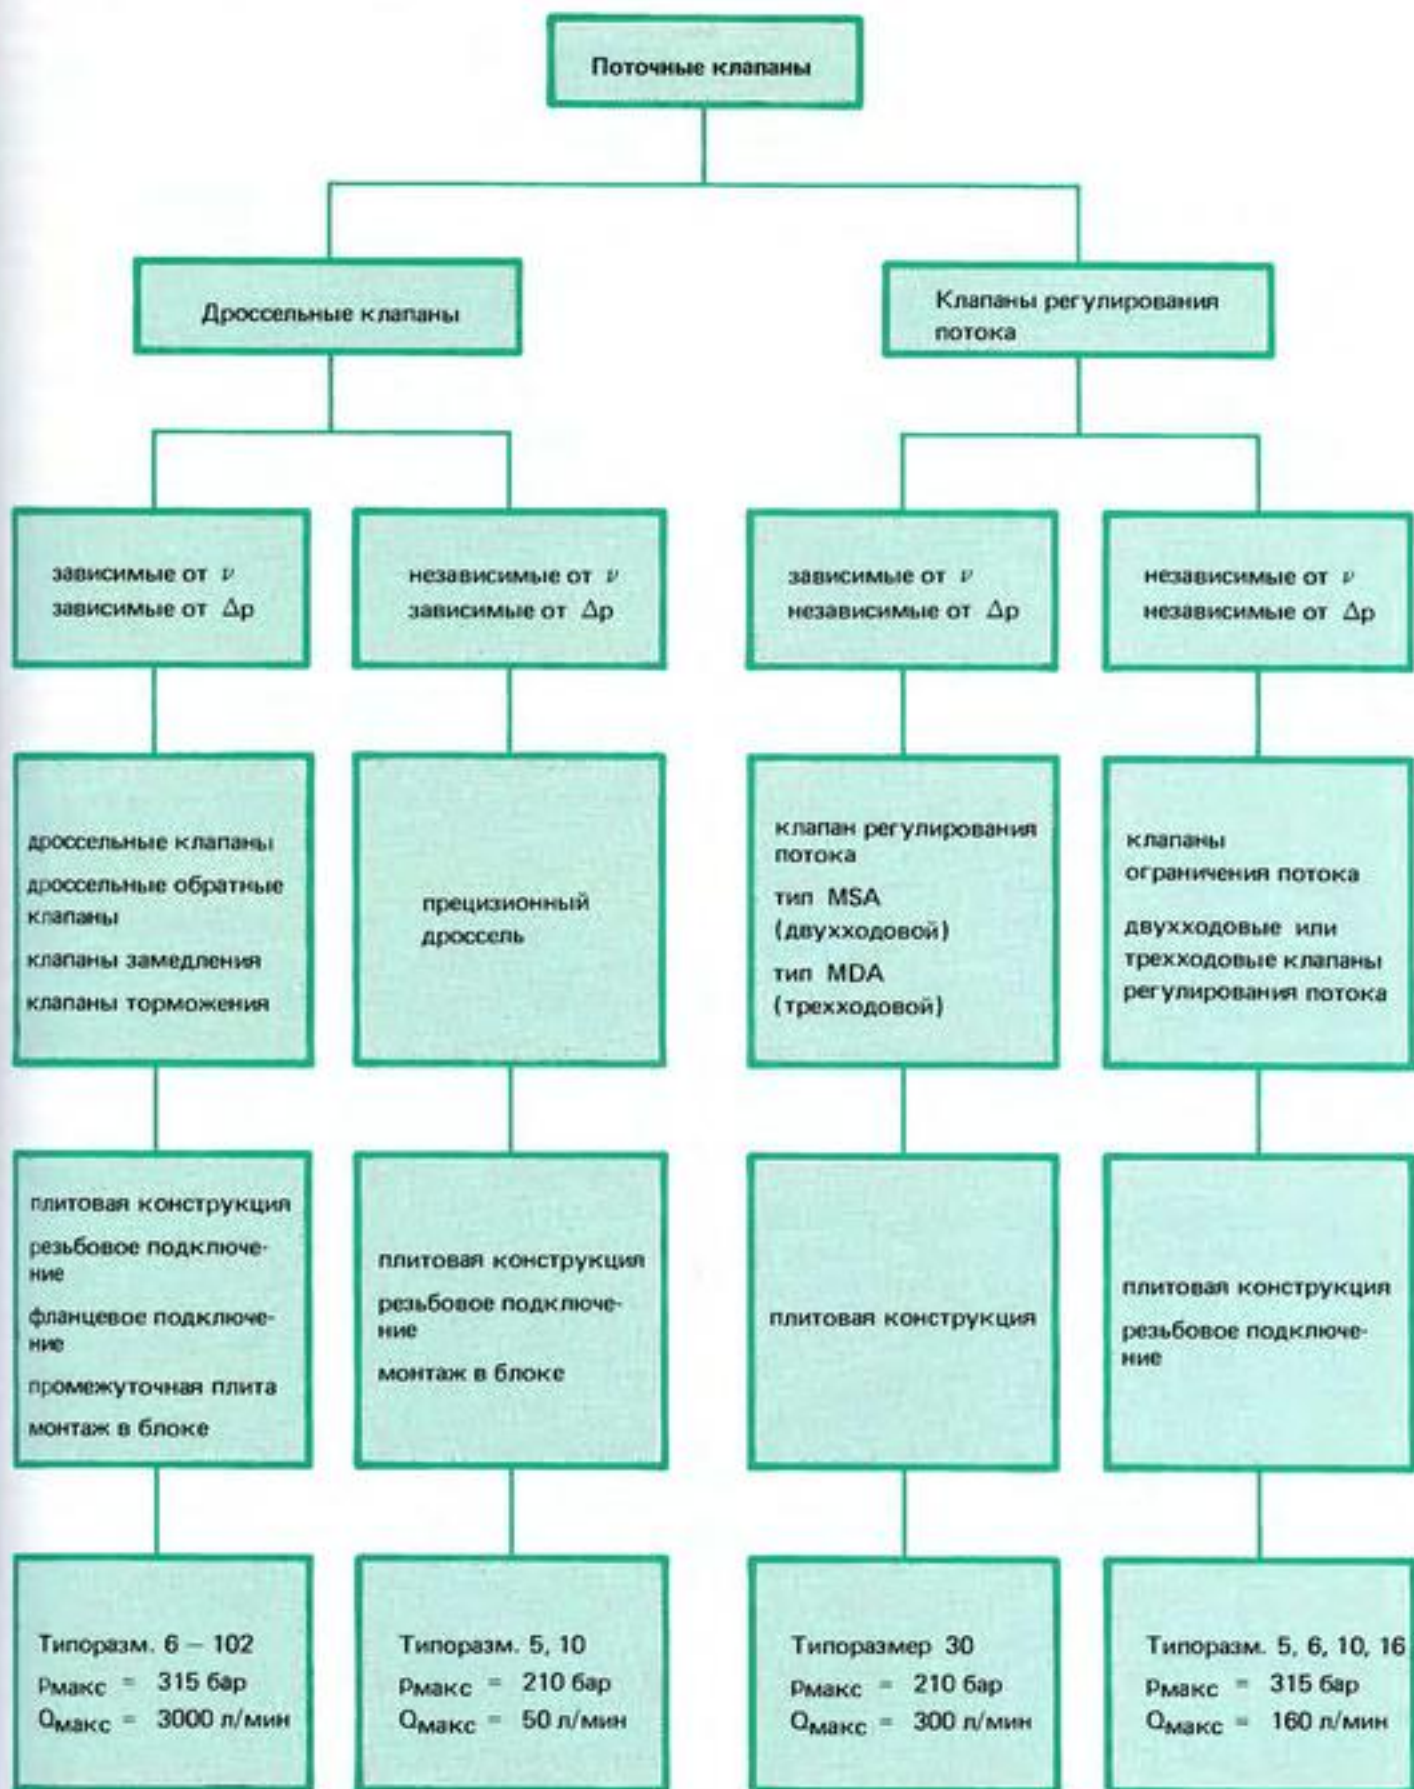 Поточные клапаны
Дроссельные клапаны
Клапаны регулирования
потока
зависимые от ν
зависимые от Δp
независимые от ν
зависимые от Δp
зависимые от ν
независимые от Δp
независимые от ν
независимые от Δp
дроссельные клапаны
дроссельные обратные
клапаны
клапаны замедления
клапаны торможения
прецизионный
дроссель
клапан регулирования
потока
тип MSA
(двухходовой)
тип MDA
(трехходовой)
клапаны
ограничения потока
двухходовые или
трехходовые клапаны
регулирования потока
плитовая конструкция
резьбовое подключе-
ние
фланцевое подключе-
ние
промежуточная плита
монтаж в блоке
плитовая конструкция
резьбовое подключе-
ние
монтаж в блоке
плитовая конструкция
плитовая конструкция
резьбовое подключе-
ние
Типоразм. 6 – 102
pмакс = 315 бар
Qмакс = 3000 л/мин
Типоразм. 5, 10
pмакс = 210 бар
Qмакс = 50 л/мин
Типоразмер 30
pмакс = 210 бар
Qмакс = 300 л/мин
Типоразм. 5, 6, 10, 16
pмакс = 315 бар
Qмакс = 160 л/мин